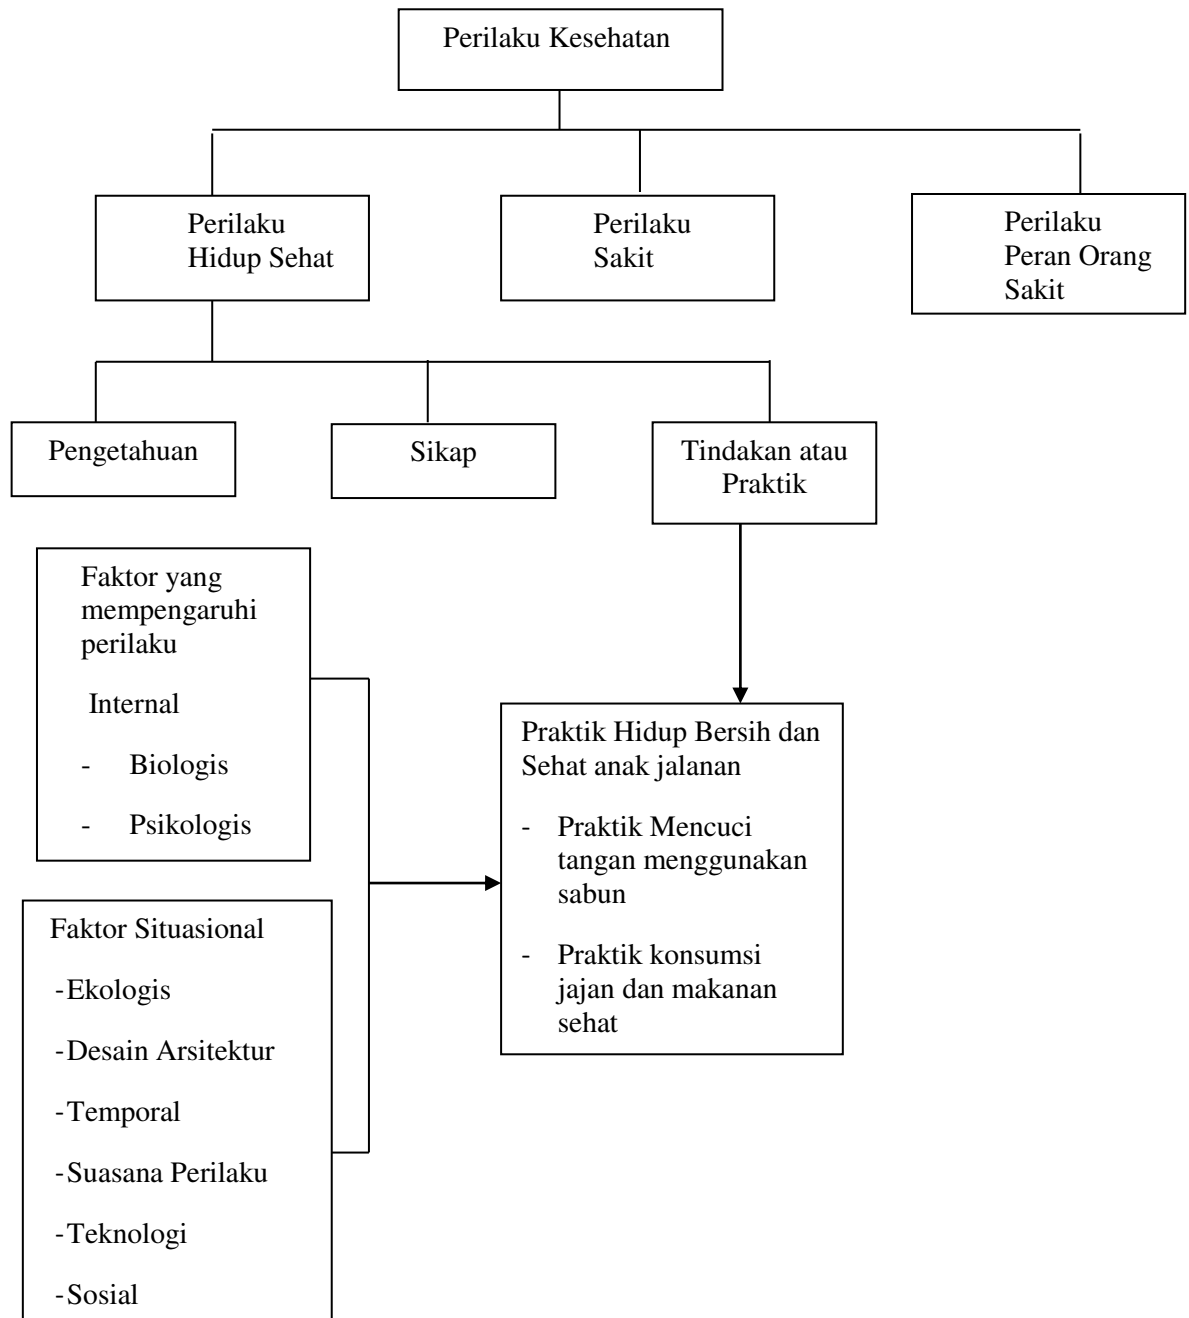 Perilaku Kesehatan
Perilaku
Hidup Sehat
Perilaku
Sakit
Perilaku
Peran Orang
Sakit
Pengetahuan
Sikap
Tindakan atau
Praktik
Faktor yang
mempengaruhi
perilaku
Internal
- Biologis
- Psikologis
Praktik Hidup Bersih dan
Sehat anak jalanan
- Praktik Mencuci
tangan menggunakan
sabun
- Praktik konsumsi
jajan dan makanan
sehat
Faktor Situasional
-Ekologis
-Desain Arsitektur
-Temporal
-Suasana Perilaku
-Teknologi
-Sosial